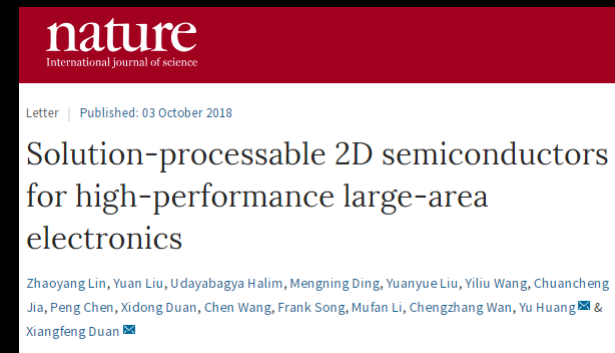 nature
International journal of science
Letter | Published: 03 October 2018
Solution-processable 2D semiconductors
for high-performance large-area
electronics
Zhaoyang Lin, Yuan Liu, Udayabagya Halim, Mengning Ding, Yuanyue Liu, Yiliu Wang, Chuancheng
Jia, Peng Chen, Xidong Duan, Chen Wang, Frank Song, Mufan Li, Chengzhang Wan, Yu Huang &
Xiangfeng Duan